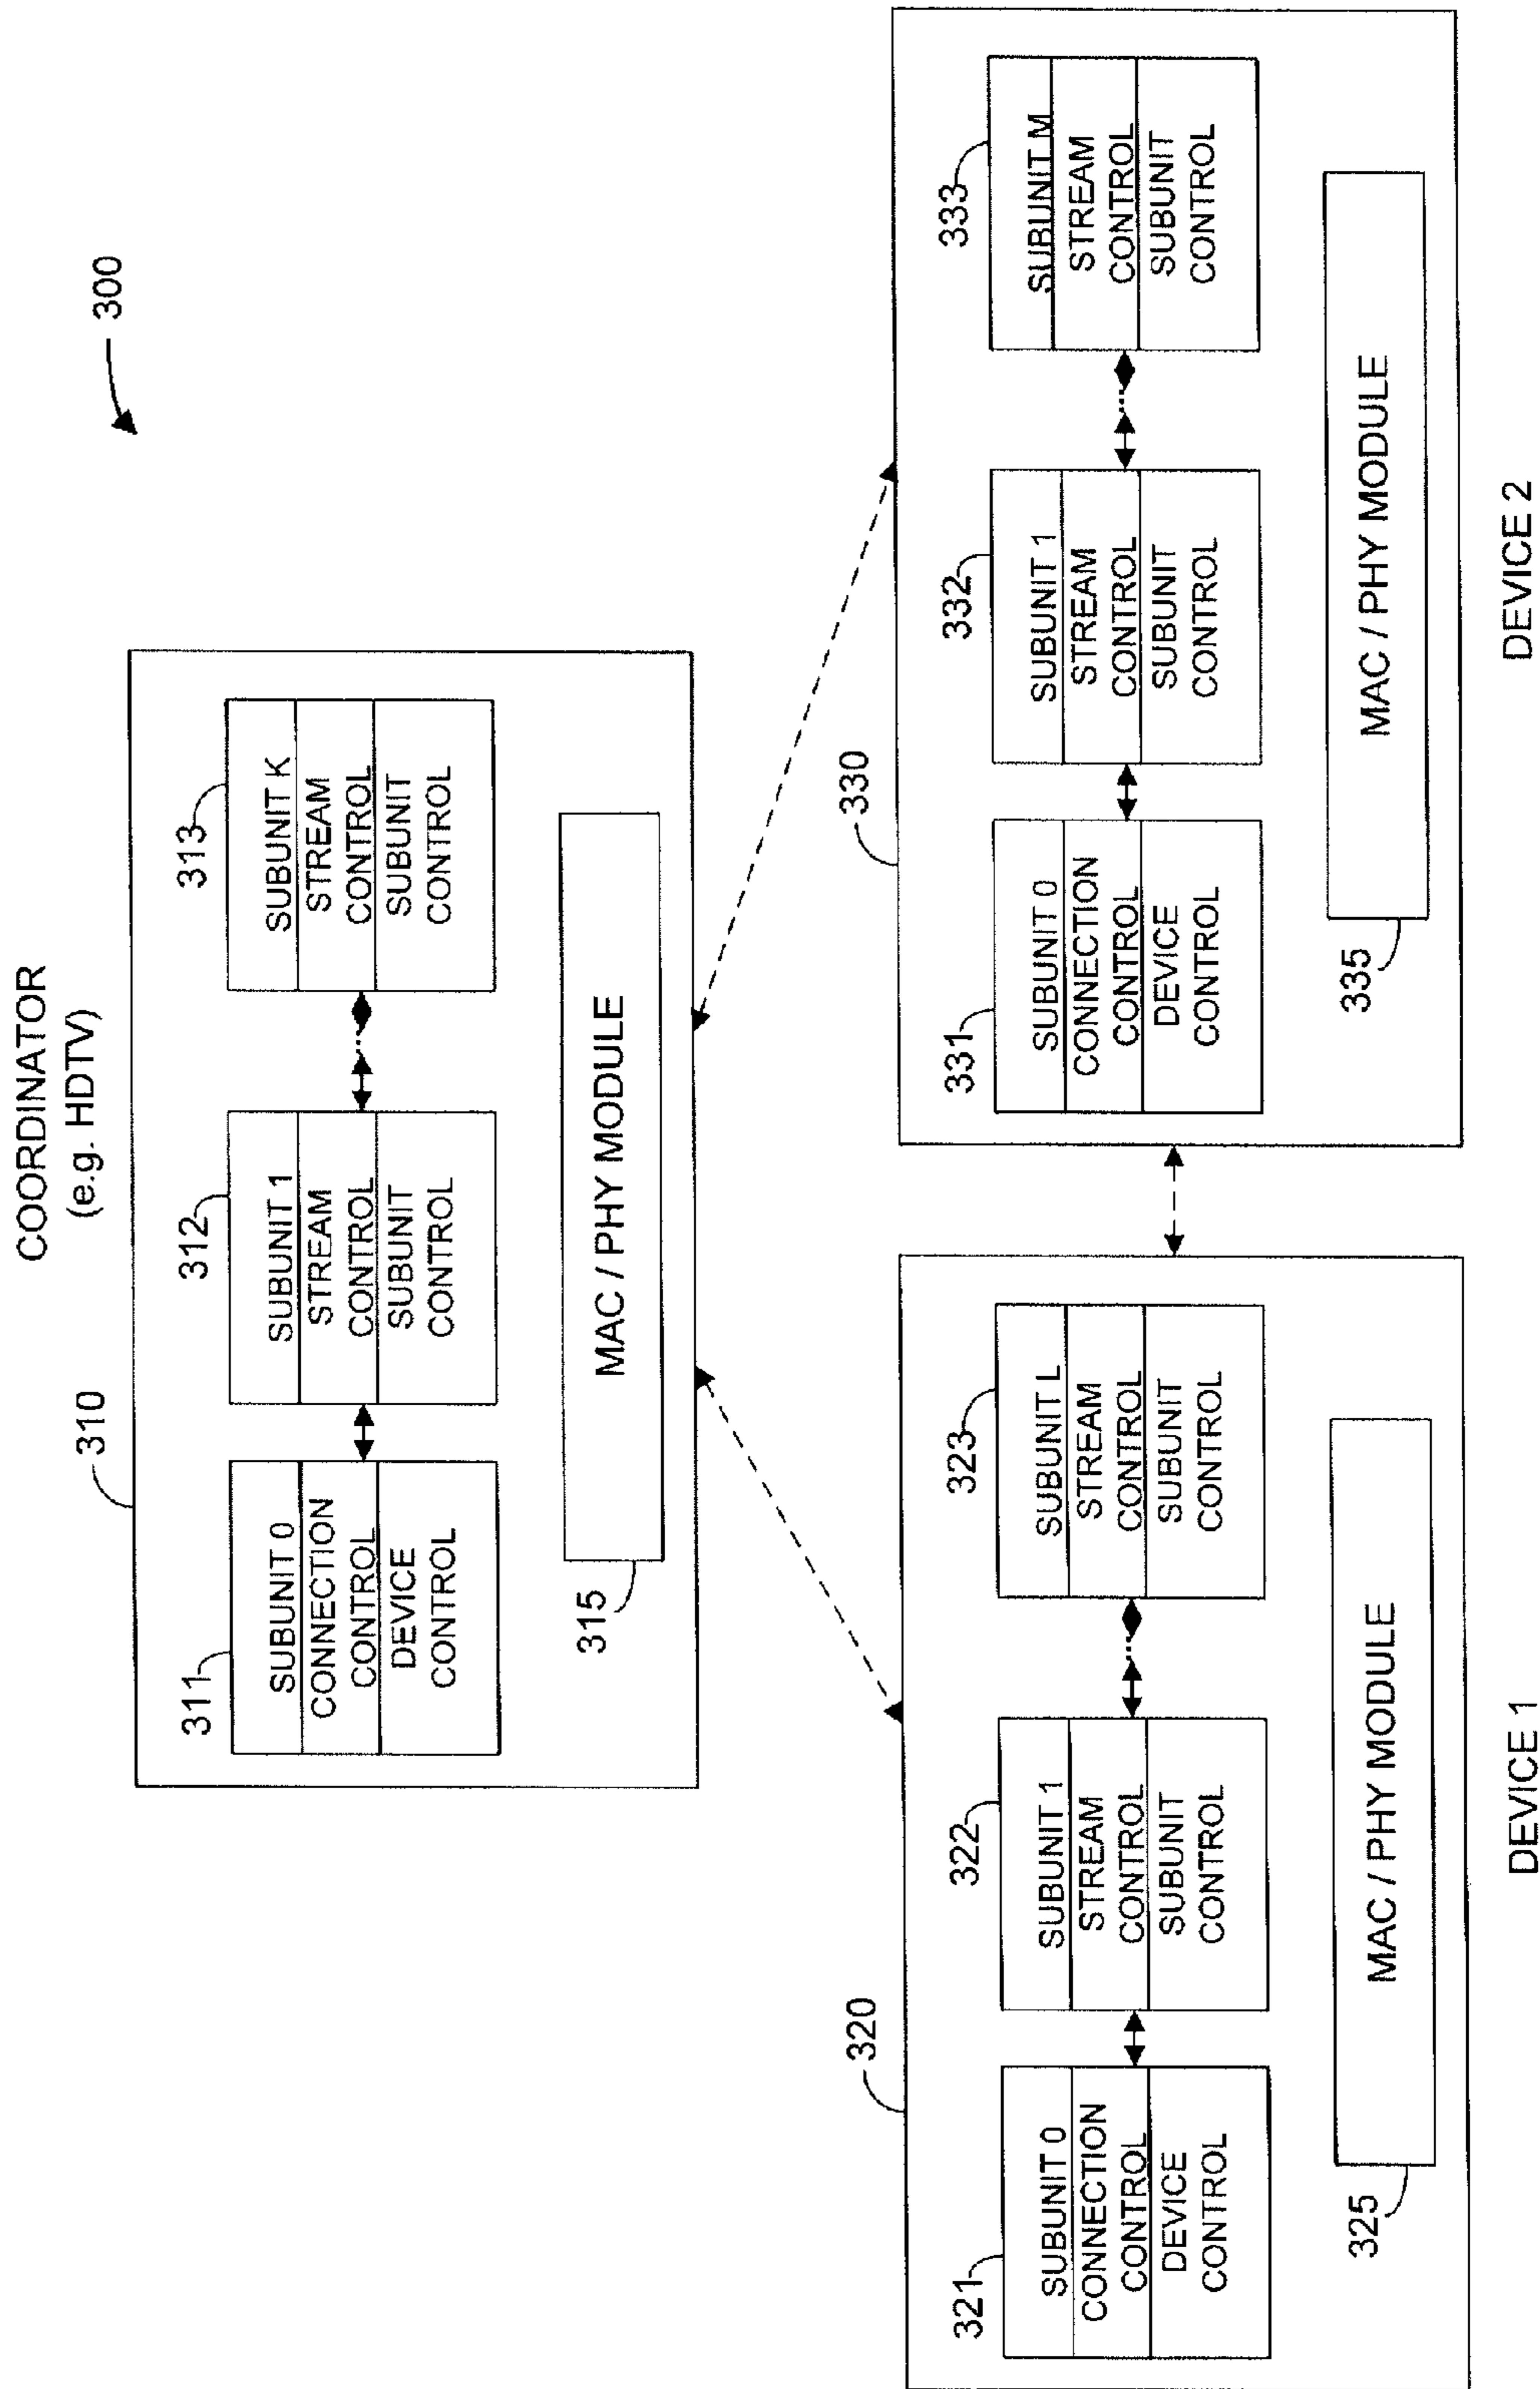 300
COORDINATOR
(e.g. HDTV)
310
311
SUBUNIT 0
CONNECTION
CONTROL
DEVICE
CONTROL
312
SUBUNIT 1
STREAM
CONTROL
SUBUNIT
CONTROL
313
SUBUNIT K
STREAM
CONTROL
SUBUNIT
CONTROL
MAC / PHY MODULE
315
320
321
SUBUNIT 0
CONNECTION
CONTROL
DEVICE
CONTROL
322
SUBUNIT 1
STREAM
CONTROL
SUBUNIT
CONTROL
323
SUBUNIT L
STREAM
CONTROL
SUBUNIT
CONTROL
MAC / PHY MODULE
325
DEVICE 1
330
331
SUBUNIT 0
CONNECTION
CONTROL
DEVICE
CONTROL
332
SUBUNIT 1
STREAM
CONTROL
SUBUNIT
CONTROL
333
SUBUNIT M
STREAM
CONTROL
SUBUNIT
CONTROL
MAC / PHY MODULE
335
DEVICE 2